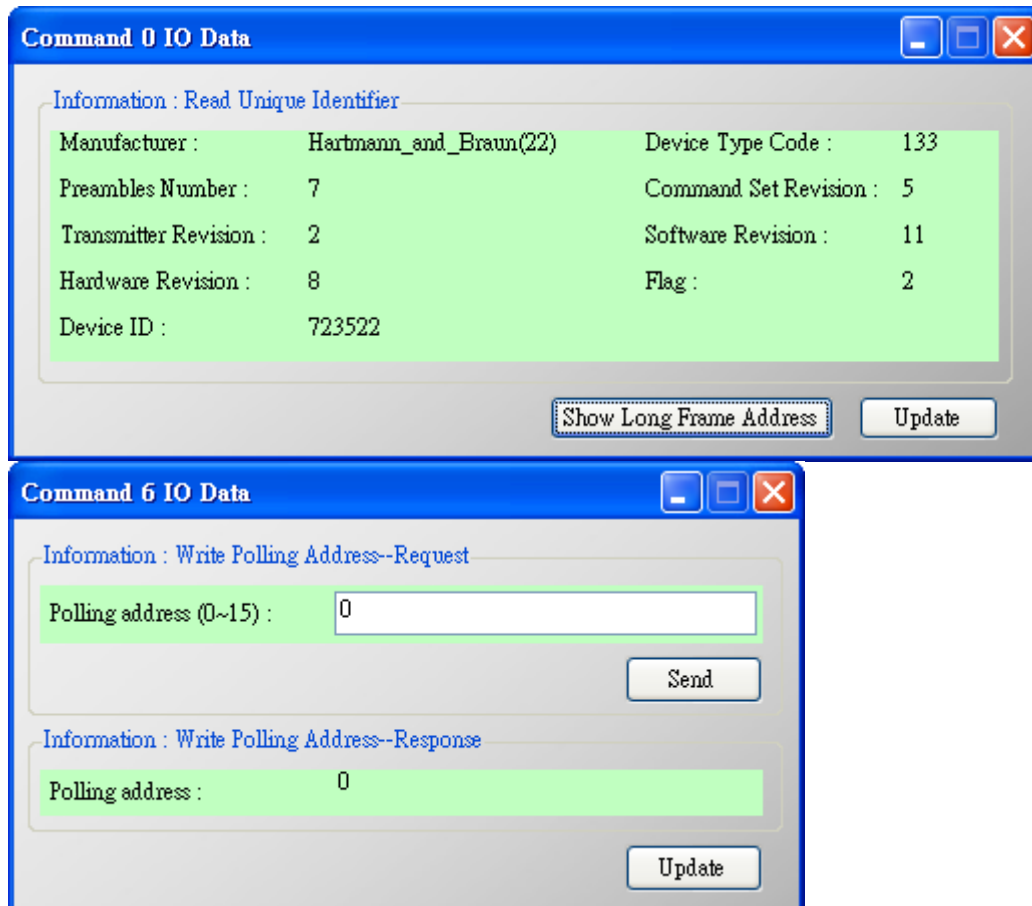 Command 0 IO Data
Information : Read Unique Identifier
Manufacturer : Hartmann_and_Braun(22) Device Type Code : 133
Preambles Number : 7 Command Set Revision : 5
Transmitter Revision : 2 Software Revision : 11
Hardware Revision : 8 Flag : 2
Device ID : 723522
Show Long Frame Address Update
Command 6 IO Data
Information : Write Polling Address--Request
Polling address (0~15) : 0
Send
Information : Write Polling Address--Response
Polling address : 0
Update